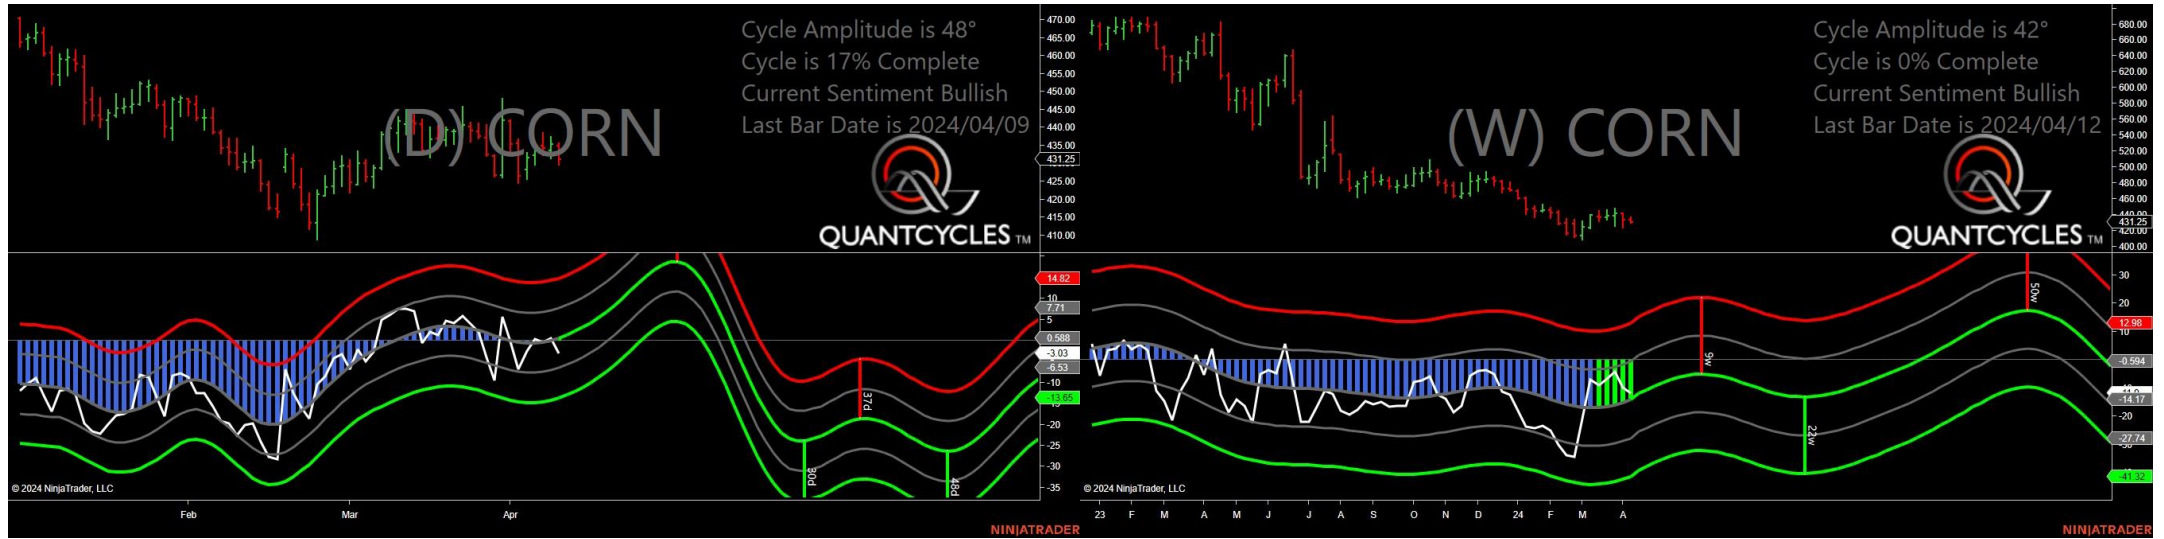 Cycle Amplitude is 48°
Cycle is 17% Complete
Current Sentiment Bullish
Last Bar Date is 2024/04/09
(D) CORN
QUANTCYCLES TM
470.00
465.00
460.00
455.00
450.00
445.00
440.00
435.00
431.25
425.00
420.00
415.00
410.00
14.82
10
7.71
5
0.588
-3.03
-6.53
-10
-13.65
-20
-25
-30
-35
37d
30d
48d
© 2024 NinjaTrader, LLC
Feb Mar Apr
NINJATRADER
Cycle Amplitude is 42°
Cycle is 0% Complete
Current Sentiment Bullish
Last Bar Date is 2024/04/12
(W) CORN
QUANTCYCLES TM
680.00
660.00
640.00
620.00
600.00
580.00
560.00
540.00
520.00
500.00
480.00
460.00
440.00
431.25
420.00
400.00
30
20
12.98
10
-0.594
-14.17
-20
-27.74
-41.32
9w
22w
50w
© 2024 NinjaTrader, LLC
23 F M A M J J A S O N D 24 F M A
NINJATRADER